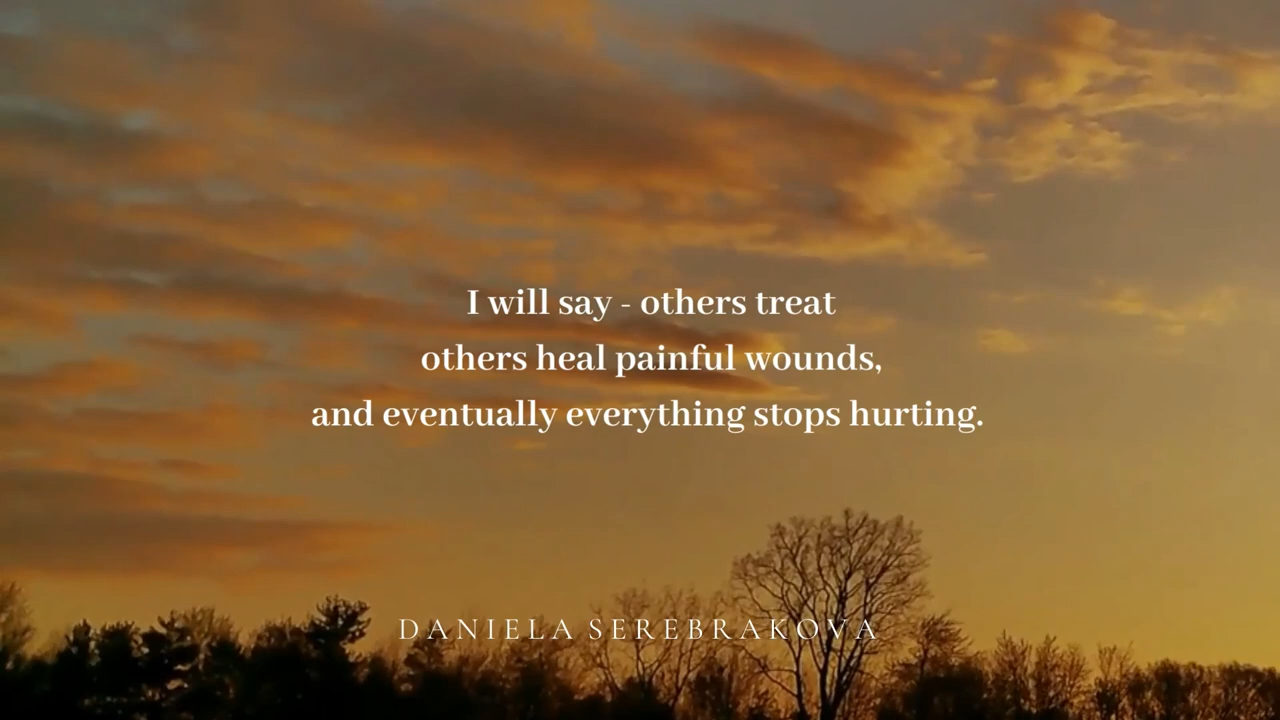 I will say - others treat
others heal painful wounds,
and eventually everything stops hurting.
DANIELA SEREBRAKOVA